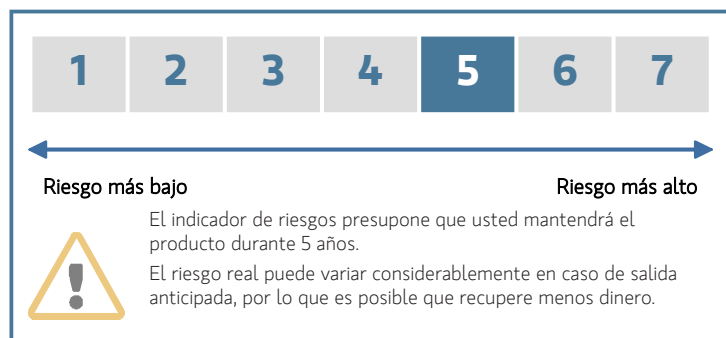 1 2 3 4 5 6 7
Riesgo más bajo Riesgo más alto
El indicador de riesgos presupone que usted mantendrá el
producto durante 5 años.
El riesgo real puede variar considerablemente en caso de salida
anticipada, por lo que es posible que recupere menos dinero.